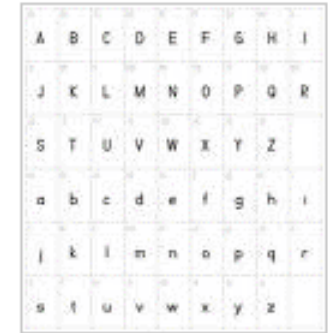 A B C D E F G H I
J K L M N O P Q R
S T U V W X Y Z
a b c d e f g h i
j k l m n o p q r
s t u v w x y z